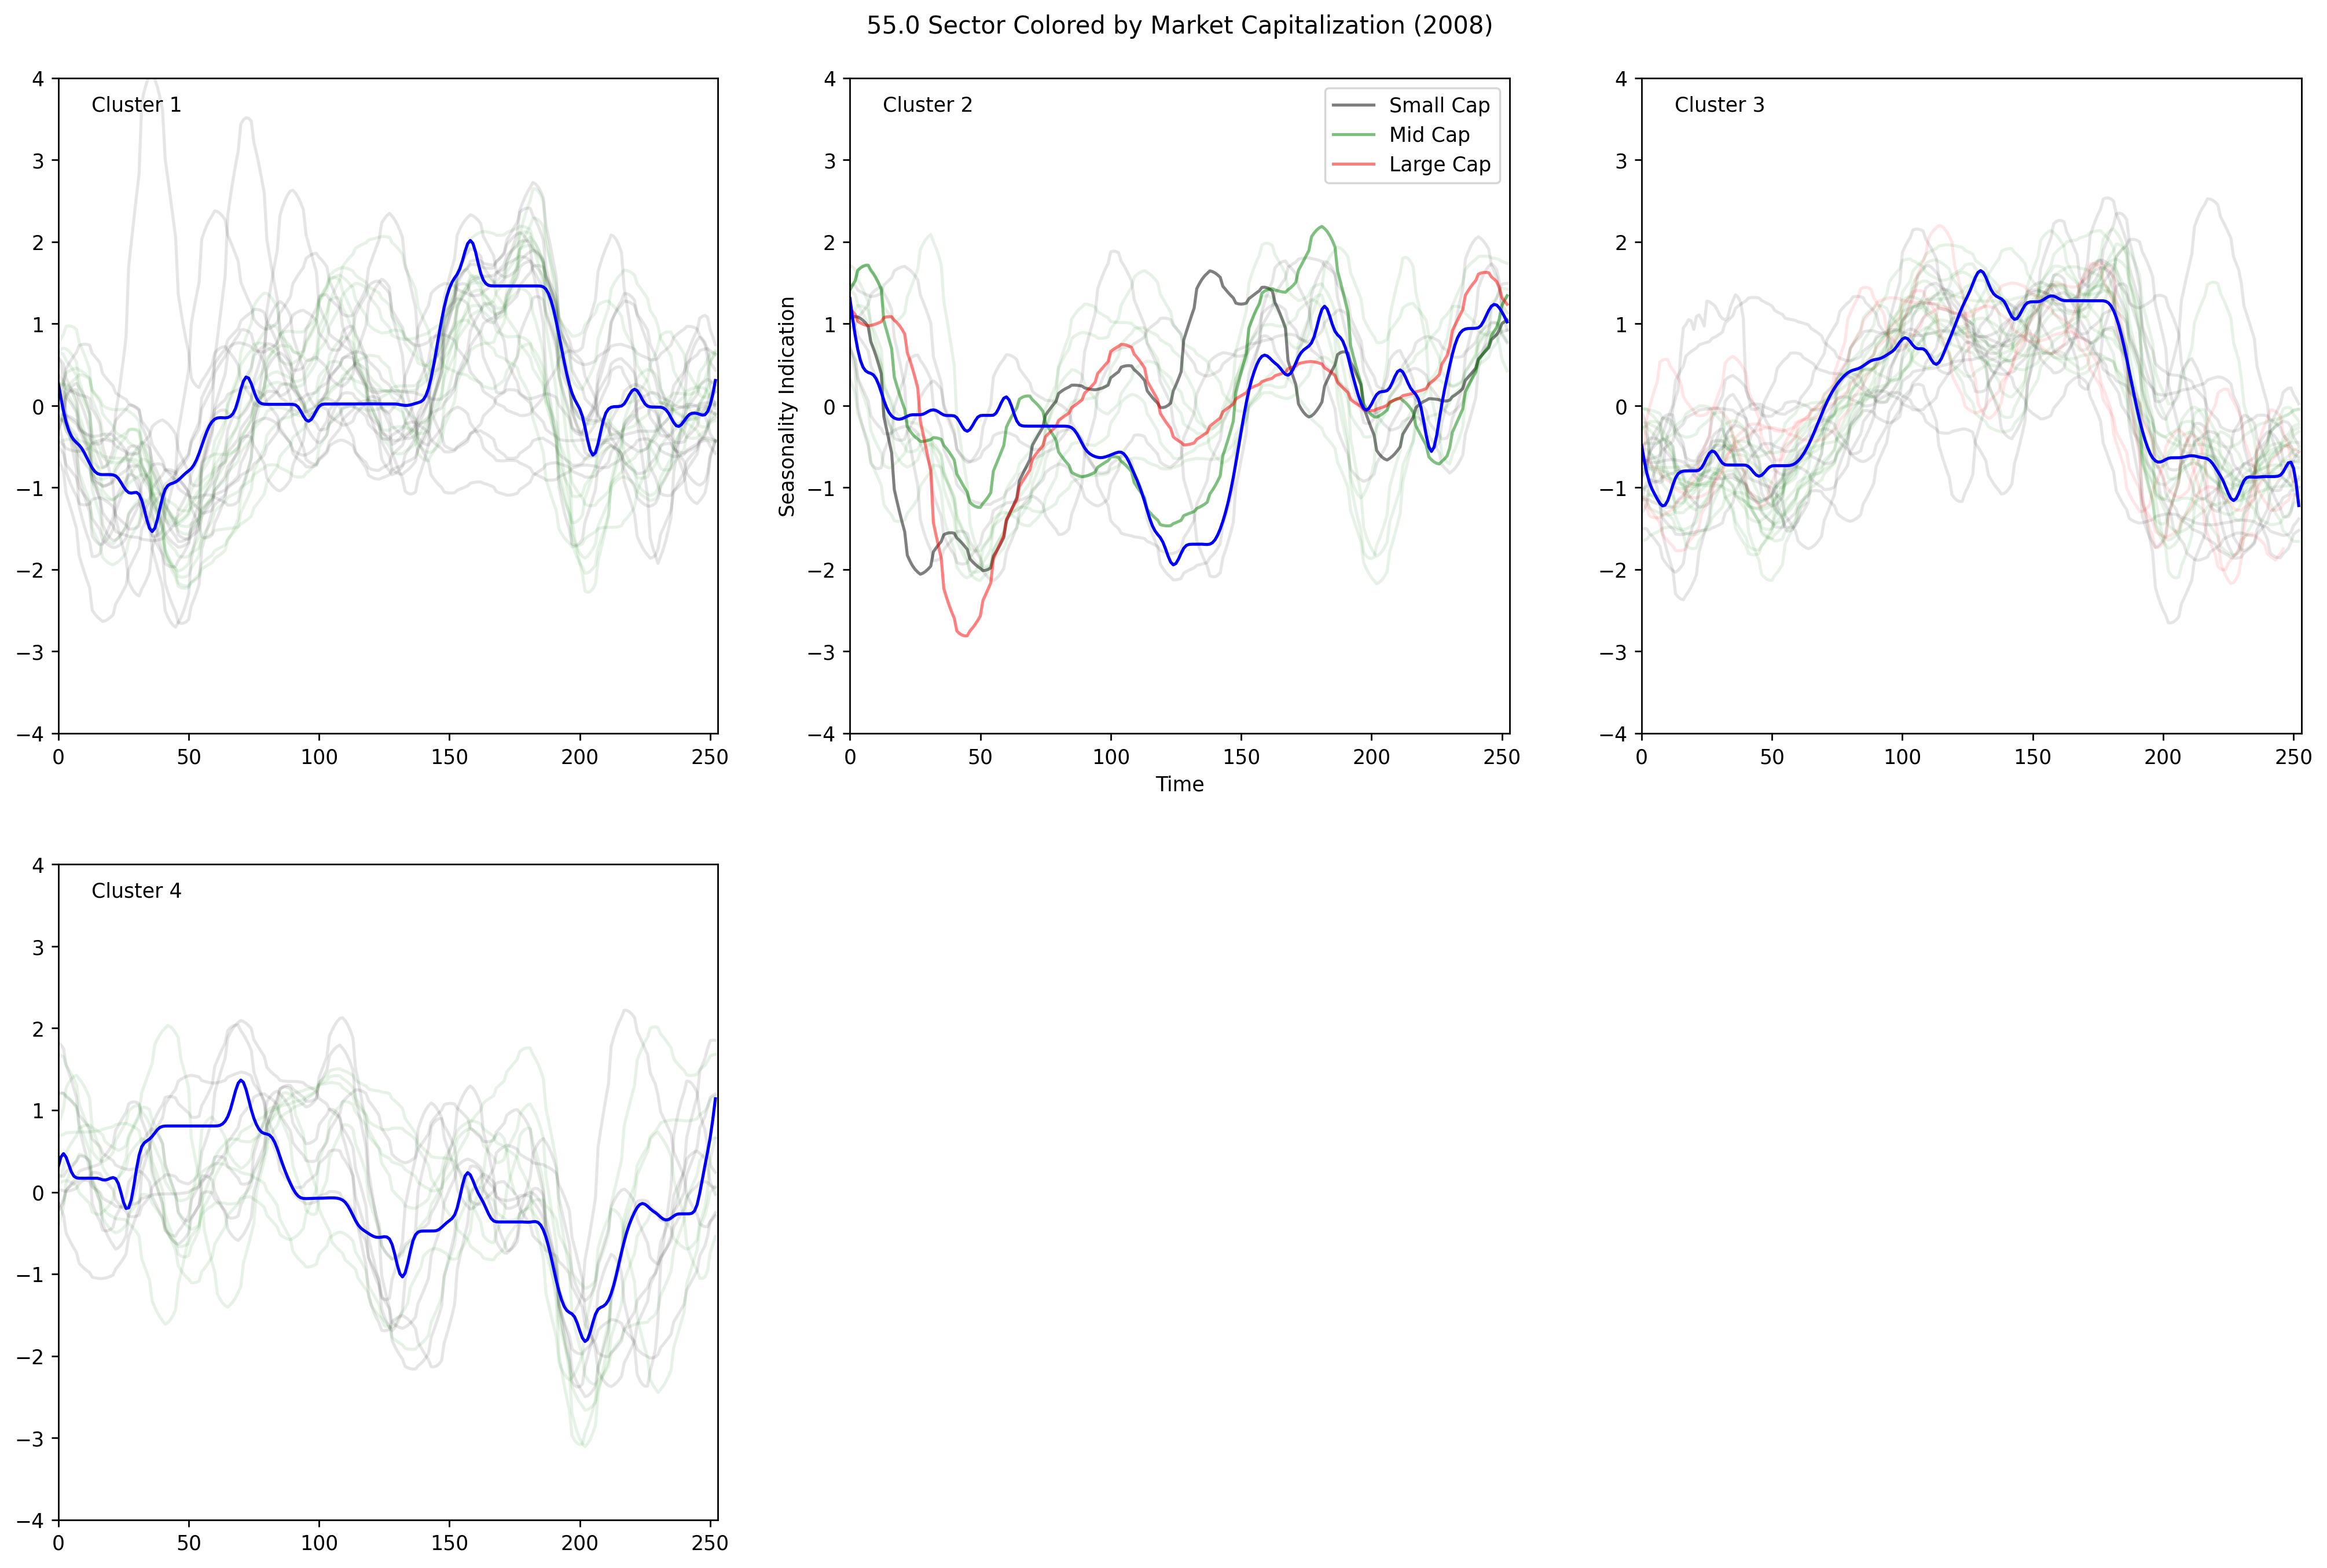 55.0 Sector Colored by Market Capitalization (2008)
Cluster 1
4
3
2
1
0
−1
−2
−3
−4
0 50 100 150 200 250
Cluster 2
Small Cap
Mid Cap
Large Cap
Seasonality Indication
4
3
2
1
0
−1
−2
−3
−4
0 50 100 150 200 250
Time
Cluster 3
4
3
2
1
0
−1
−2
−3
−4
0 50 100 150 200 250
Cluster 4
4
3
2
1
0
−1
−2
−3
−4
0 50 100 150 200 250